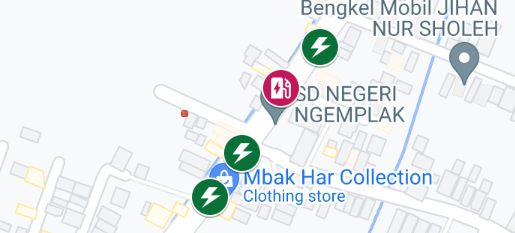 Bengkel Mobil JIHAN
NUR SHOLEH
SD NEGERI
NGEMPLAK
Mbak Har Collection
Clothing store